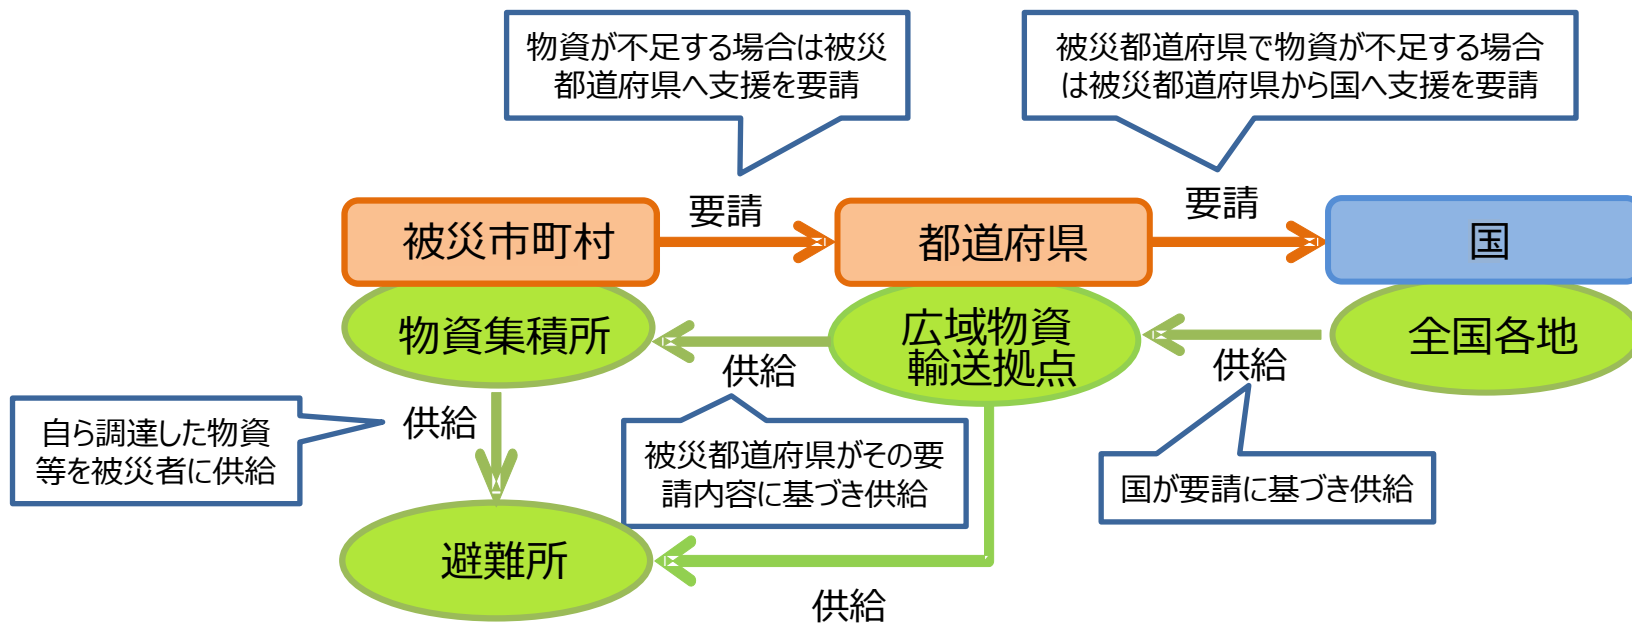 物資が不足する場合は被災
都道府県へ支援を要請
被災都道府県で物資が不足する場合
は被災都道府県から国へ支援を要請
要請
要請
被災市町村
都道府県
国
物資集積所
広域物資
輸送拠点
全国各地
供給
供給
自ら調達した物資
等を被災者に供給
供給
被災都道府県がその要
請内容に基づき供給
国が要請に基づき供給
避難所
供給